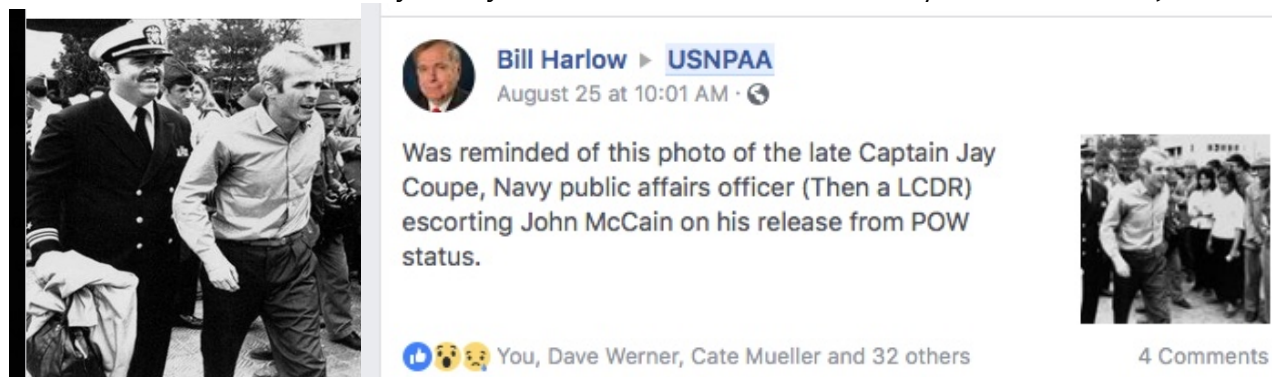 Bill Harlow ▸ USNPAA
August 25 at 10:01 AM ·
Was reminded of this photo of the late Captain Jay
Coupe, Navy public affairs officer (Then a LCDR)
escorting John McCain on his release from POW
status.
You, Dave Werner, Cate Mueller and 32 others
4 Comments